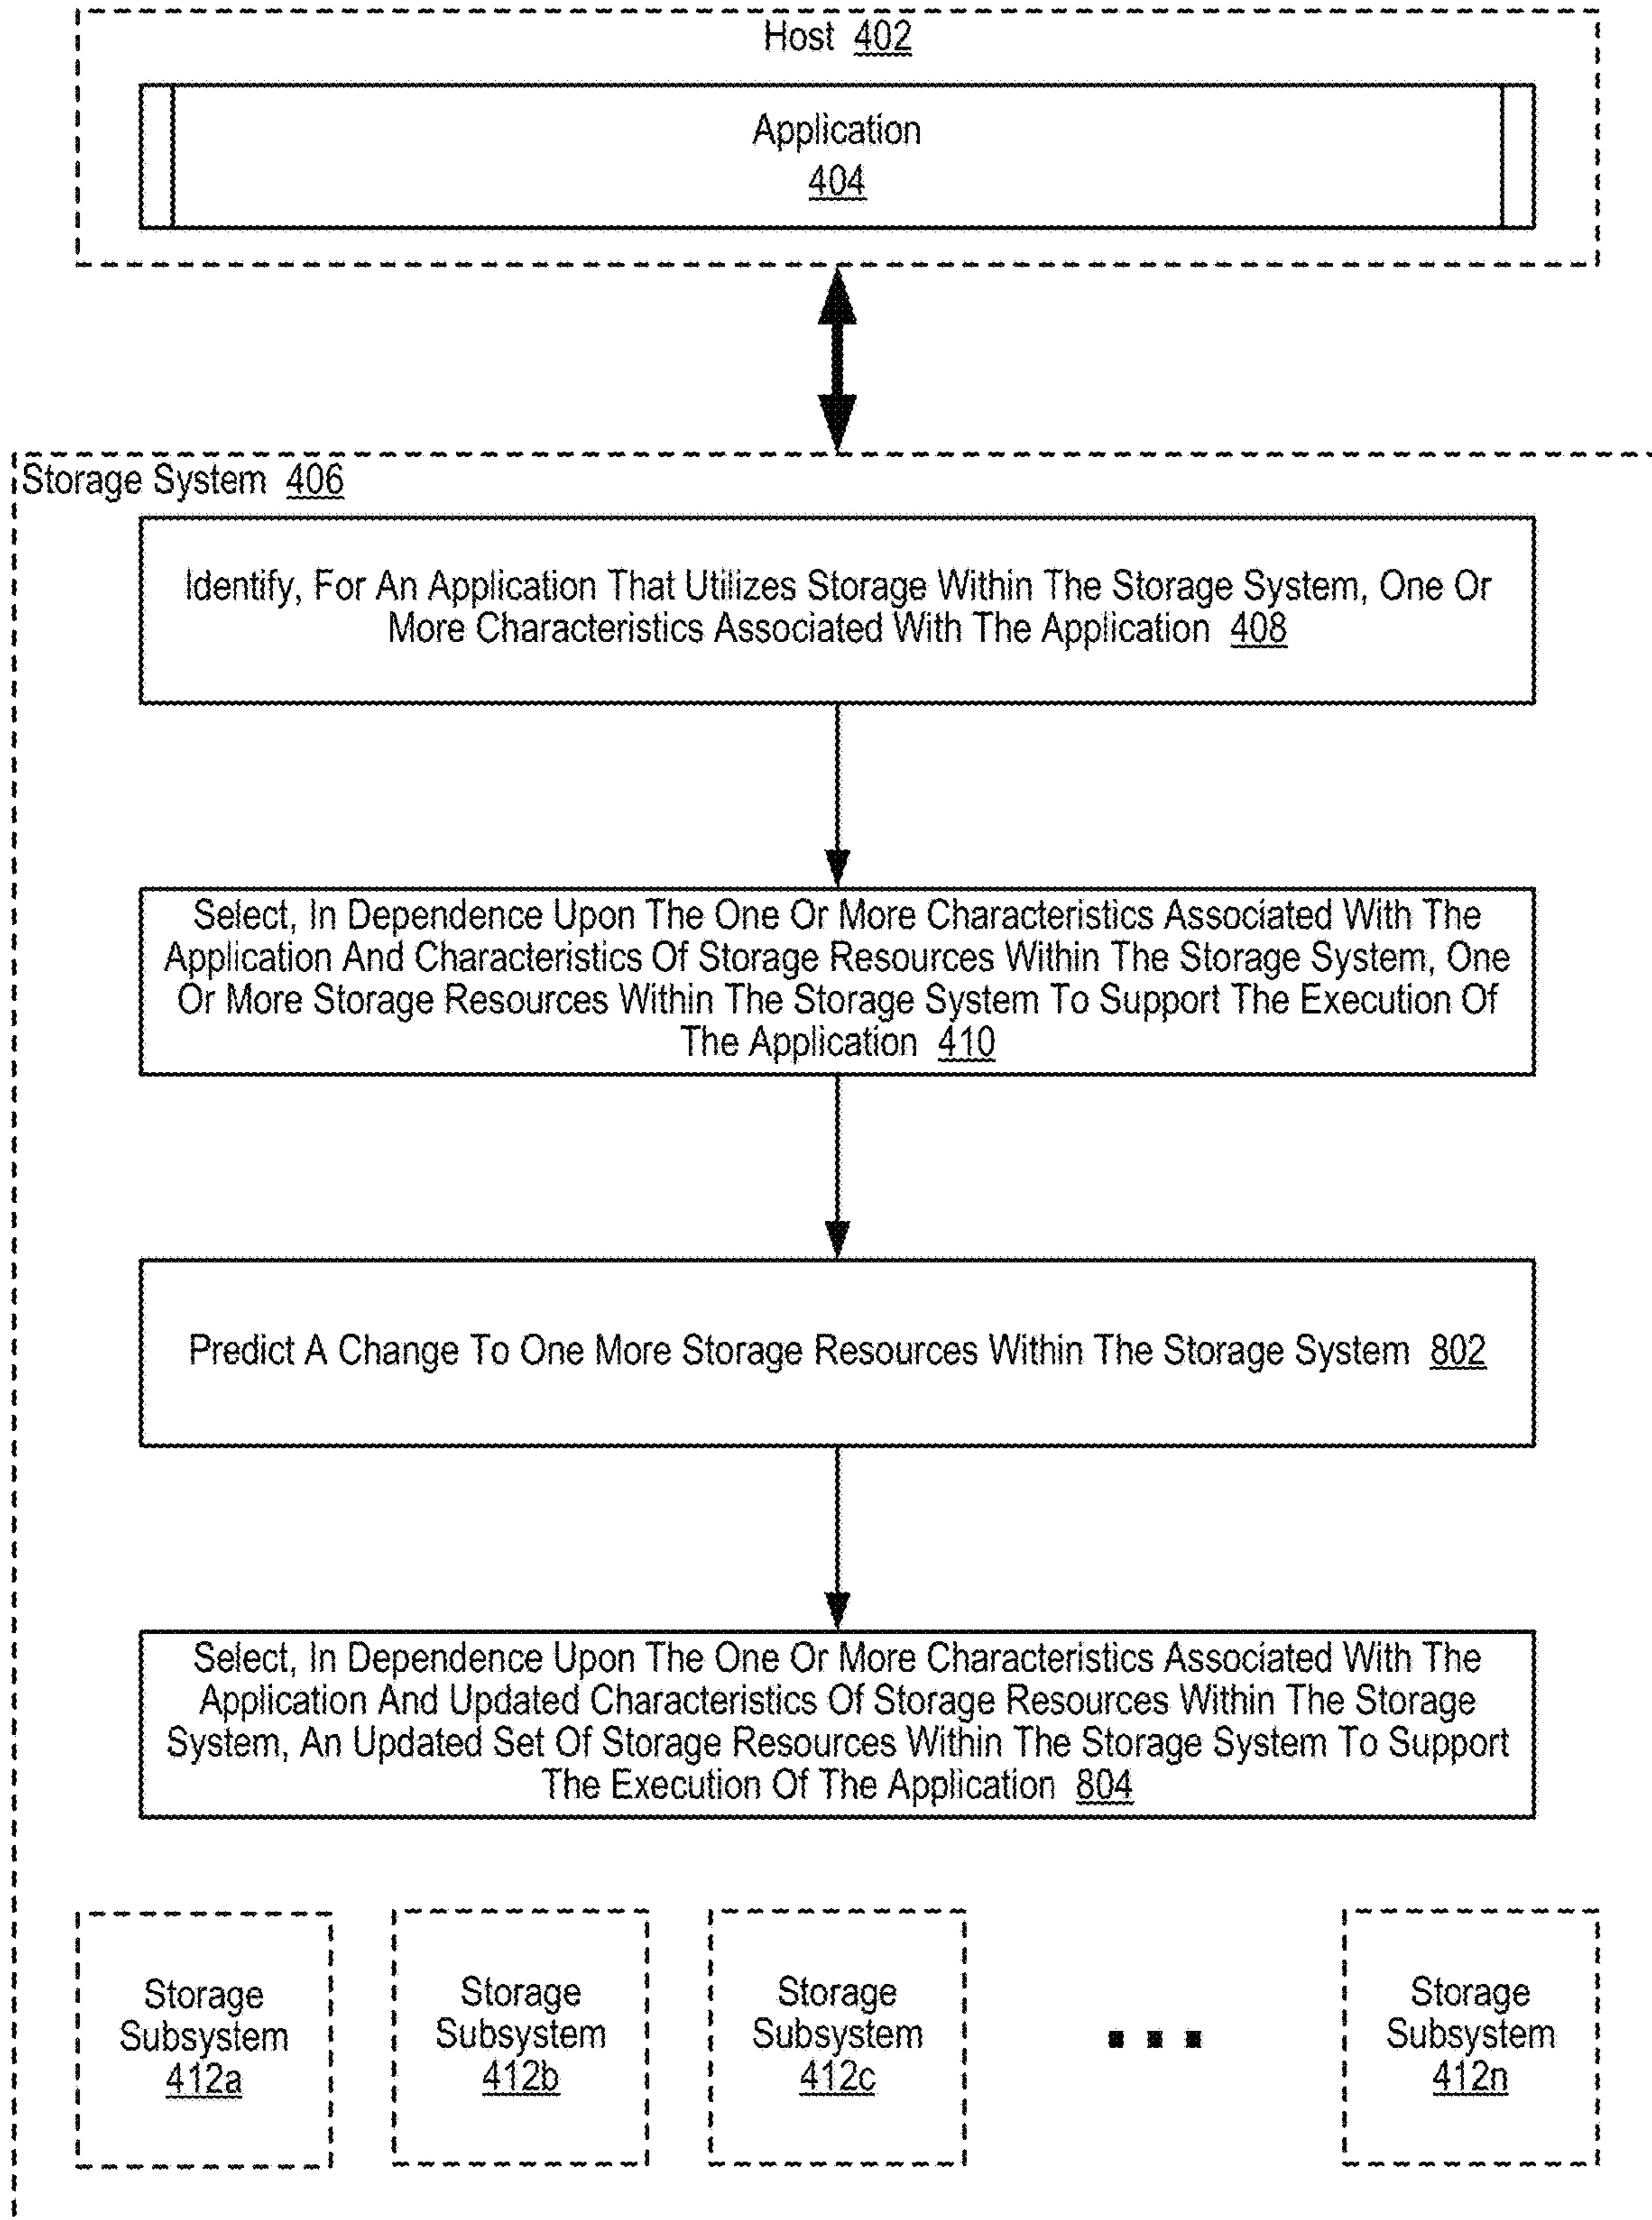 Host 402
Application
404
Storage System 406
Identify, For An Application That Utilizes Storage Within The Storage System, One Or
More Characteristics Associated With The Application 408
Select, In Dependence Upon The One Or More Characteristics Associated With The
Application And Characteristics Of Storage Resources Within The Storage System, One
Or More Storage Resources Within The Storage System To Support The Execution Of
The Application 410
Predict A Change To One More Storage Resources Within The Storage System 802
Select, In Dependence Upon The One Or More Characteristics Associated With The
Application And Updated Characteristics Of Storage Resources Within The Storage
System, An Updated Set Of Storage Resources Within The Storage System To Support
The Execution Of The Application 804
Storage
Subsystem
412a
Storage
Subsystem
412b
Storage
Subsystem
412c
...
Storage
Subsystem
412n